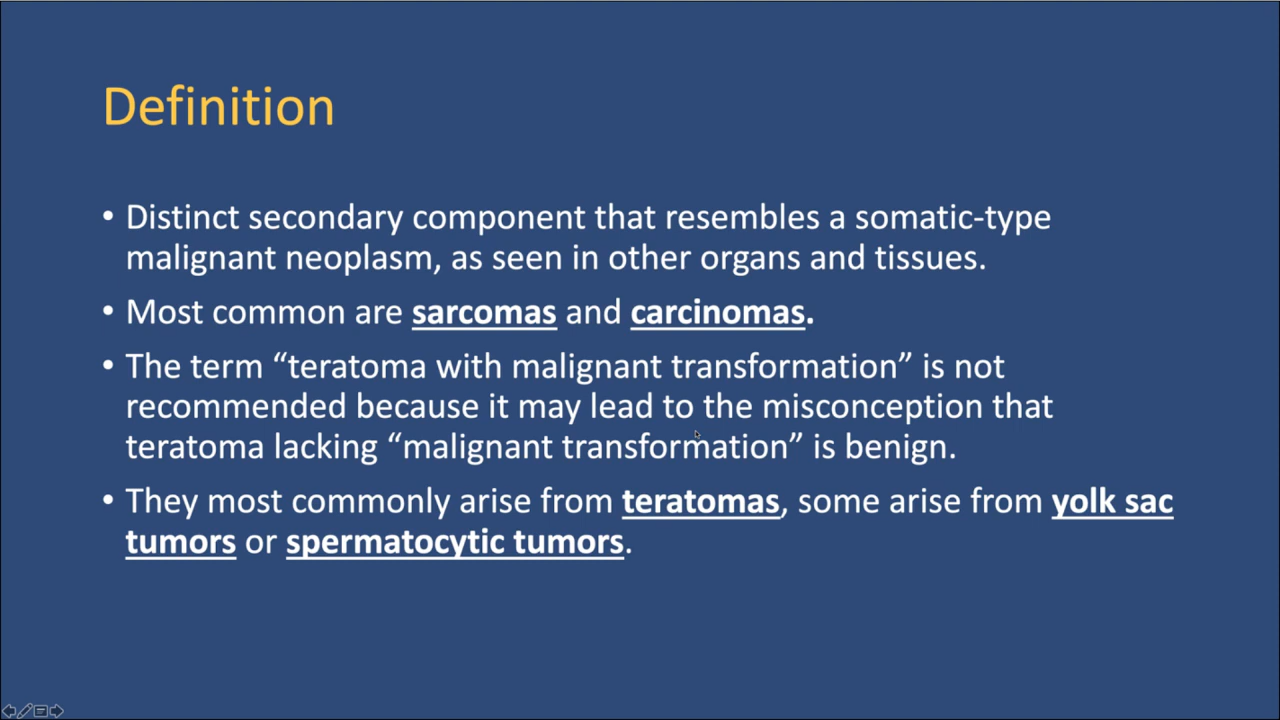 Definition
• Distinct secondary component that resembles a somatic-type
malignant neoplasm, as seen in other organs and tissues.
• Most common are sarcomas and carcinomas.
• The term “teratoma with malignant transformation” is not
recommended because it may lead to the misconception that
teratoma lacking “malignant transformation” is benign.
• They most commonly arise from teratomas, some arise from yolk sac
tumors or spermatocytic tumors.